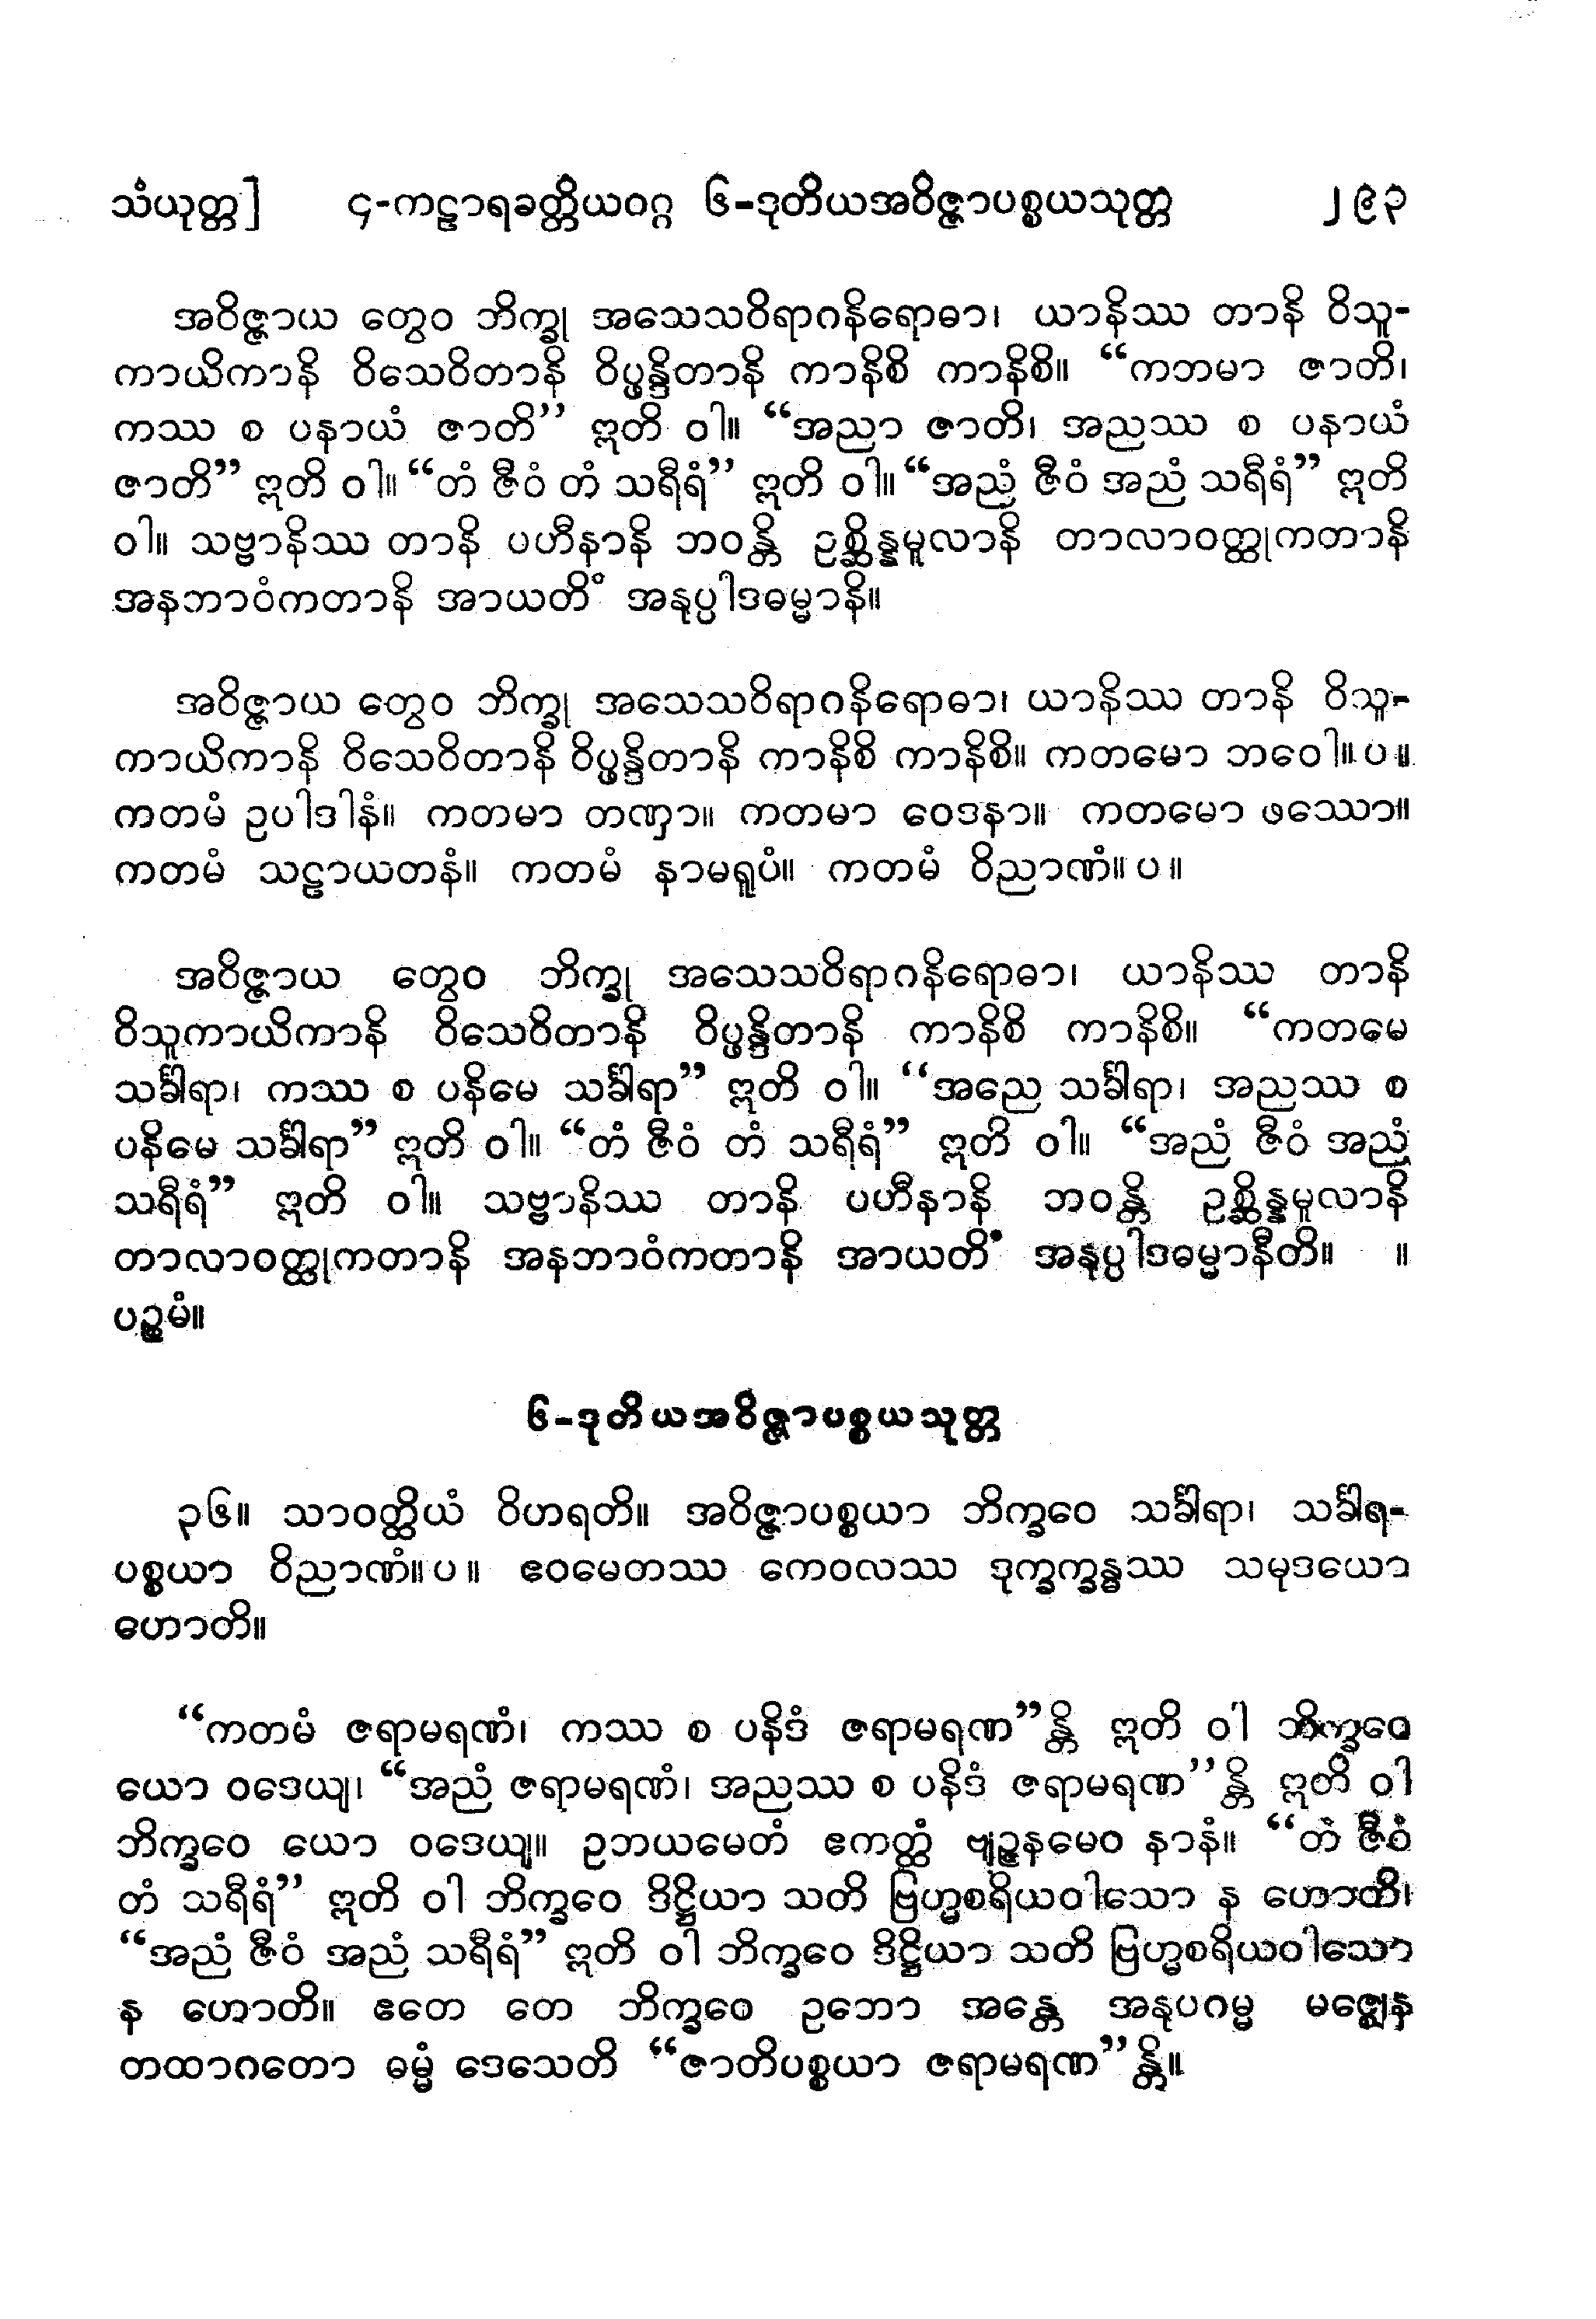 သံယုတ္တ] ၄-ကဠာရခတ္တိယဝဂ္ဂ ၆-ဒုတိယအဝိဇ္ဇာပစ္စယသုတ္တ ၂၉၃
အဝိဇ္ဇာယ တွေဝ ဘိက္ခု အသေသဝိရာဂနိရောဓာ၊ ယာနိဿ တာနိ ဝိသူ-
ကာယိကာနိ ဝိသေဝိတာနိ ဝိပ္ဖန္ဒိတာနိ ကာနိစိ ကာနိစိ။ “ကဘမာ ဇာတိ၊
ကဿ စ ပနာယံ ဇာတိ” ဣတိ ဝါ။ “အညာ ဇာတိ၊ အညဿ စ ပနာယံ
ဇာတိ” ဣတိ ဝါ။ “တံ ဇီဝံ တံ သရီရံ” ဣတိ ဝါ။ “အညံ ဇီဝံ အညံ သရီရံ” ဣတိ
ဝါ။ သဗ္ဗာနိဿ တာနိ ပဟီနာနိ ဘဝန္တိ ဥစ္ဆိန္နမူလာနိ တာလာဝတ္ထုကတာနိ
အနဘာဝံကတာနိ အာယတိံ အနုပ္ပါဒဓမ္မာနိ။
အဝိဇ္ဇာယ တွေဝ ဘိက္ခု အသေသဝိရာဂနိရောဓာ၊ ယာနိဿ တာနိ ဝိသူ-
ကာယိကာနိ ဝိသေဝိတာနိ ဝိပ္ဖန္ဒိတာနိ ကာနိစိ ကာနိစိ။ ကတမော ဘဝေါ။ ပ။
ကတမံ ဥပါဒါနံ။ ကတမာ တဏှာ။ ကတမာ ဝေဒနာ။ ကတမော ဖဿော။
ကတမံ သဠာယတနံ။ ကတမံ နာမရူပံ။ ကတမံ ဝိညာဏံ။ ပ။
အဝိဇ္ဇာယ တွေဝ ဘိက္ခု အသေသဝိရာဂနိရောဓာ၊ ယာနိဿ တာနိ
ဝိသူကာယိကာနိ ဝိသေဝိတာနိ ဝိပ္ဖန္ဒိတာနိ ကာနိစိ ကာနိစိ။ “ကတမေ
သင်္ခါရာ၊ ကဿ စ ပနိမေ သင်္ခါရာ” ဣတိ ဝါ။ “အညေ သင်္ခါရာ၊ အညဿ စ
ပနိမေ သင်္ခါရာ” ဣတိ ဝါ။ “တံ ဇီဝံ တံ သရီရံ” ဣတိ ဝါ။ “အညံ ဇီဝံ အညံ
သရီရံ” ဣတိ ဝါ။ သဗ္ဗာနိဿ တာနိ ပဟီနာနိ ဘဝန္တိ ဥစ္ဆိန္နမူလာနိ
တာလာဝတ္ထုကတာနိ အနဘာဝံကတာနိ အာယတိံ အနုပ္ပါဒဓမ္မာနီတိ။ ။
ပဉ္စမံ။
၆-ဒုတိယအဝိဇ္ဇာပစ္စယသုတ္တ
၃၆။ သာဝတ္ထိယံ ဝိဟရတိ။ အဝိဇ္ဇာပစ္စယာ ဘိက္ခဝေ သင်္ခါရာ၊ သင်္ခါရ-
ပစ္စယာ ဝိညာဏံ။ ပ။ ဧဝမေတဿ ကေဝလဿ ဒုက္ခက္ခန္ဓဿ သမုဒယော
ဟောတိ။
“ကတမံ ဇရာမရဏံ၊ ကဿ စ ပနိဒံ ဇရာမရဏ”န္တိ ဣတိ ဝါ ဘိက္ခဝေ
ယော ဝဒေယျ၊ “အညံ ဇရာမရဏံ၊ အညဿ စ ပနိဒံ ဇရာမရဏ”န္တိ ဣတိ ဝါ
ဘိက္ခဝေ ယော ဝဒေယျ။ ဥဘယမေတံ ဧကတ္ထံ ဗျဉ္ဇနမေဝ နာနံ။ “တံ ဇီဝံ
တံ သရီရံ” ဣတိ ဝါ ဘိက္ခဝေ ဒိဋ္ဌိယာ သတိ ဗြဟ္မစရိယဝါသော န ဟောတိ၊
“အညံ ဇီဝံ အညံ သရီရံ” ဣတိ ဝါ ဘိက္ခဝေ ဒိဋ္ဌိယာ သတိ ဗြဟ္မစရိယဝါသော
န ဟောတိ။ ဧတေ တေ ဘိက္ခဝေ ဥဘော အန္တေ အနုပဂမ္မ မဇ္ဈေန
တထာဂတော ဓမ္မံ ဒေသေတိ “ဇာတိပစ္စယာ ဇရာမရဏ”န္တိ။